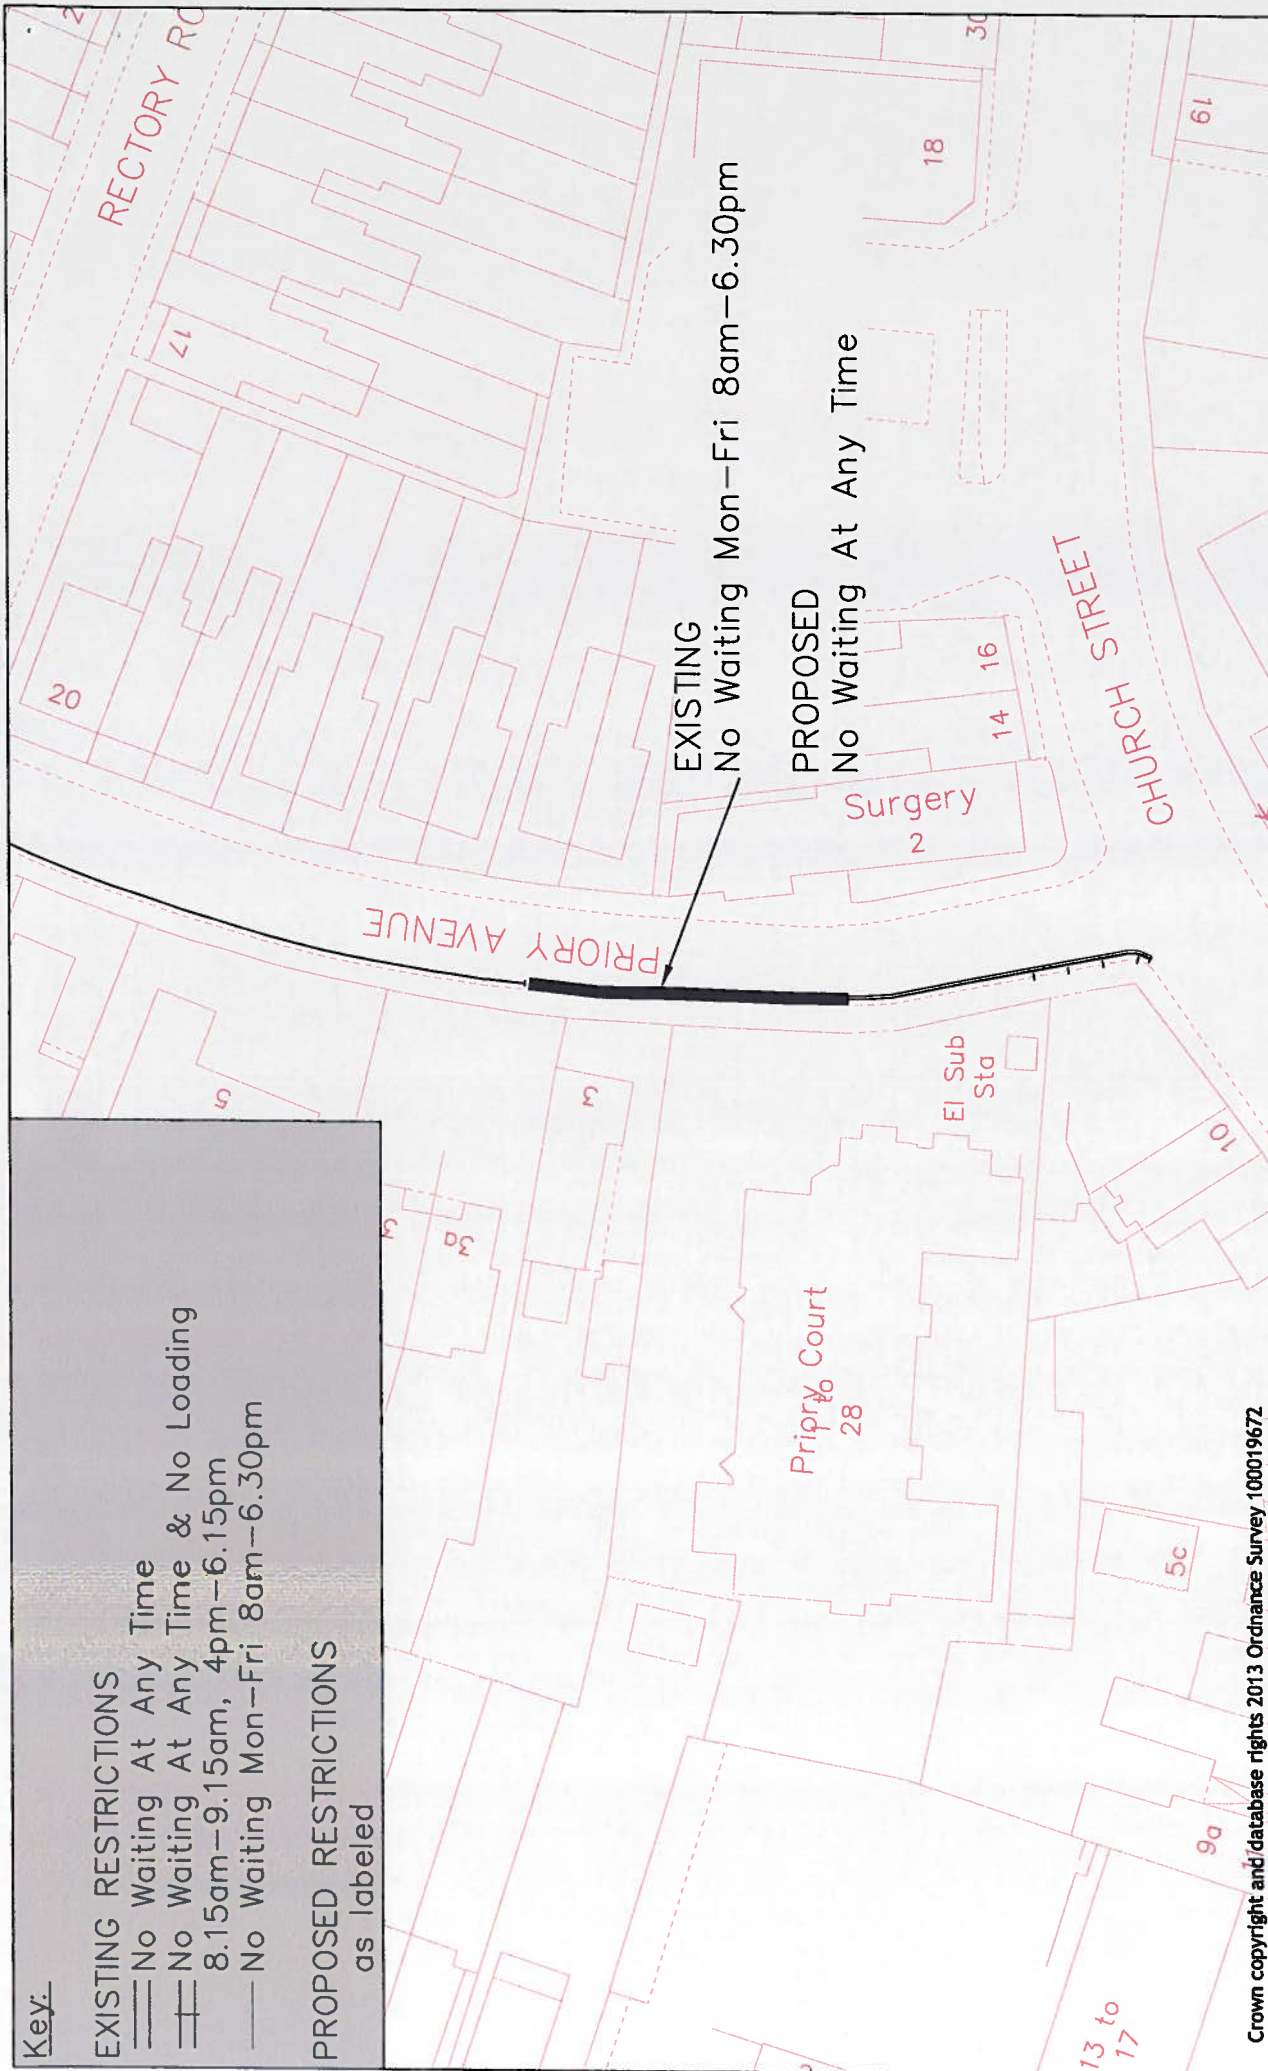 Key:
EXISTING RESTRICTIONS
No Waiting At Any Time
No Waiting At Any Time & No Loading
8.15am-9.15am, 4pm-6.15pm
No Waiting Mon-Fri 8am-6.30pm
PROPOSED RESTRICTIONS
as labeled
RECTORY RO
20
17
18
30
19
5
3
3
3a
PRIORY AVENUE
EXISTING
No Waiting Mon-Fri 8am-6.30pm
PROPOSED
No Waiting At Any Time
Surgery
2
14
16
CHURCH STREET
El Sub
Sta
10
Priory Court
1 to
28
5c
9a
11
13 to
17
Crown copyright and database rights 2013 Ordnance Survey 100019672